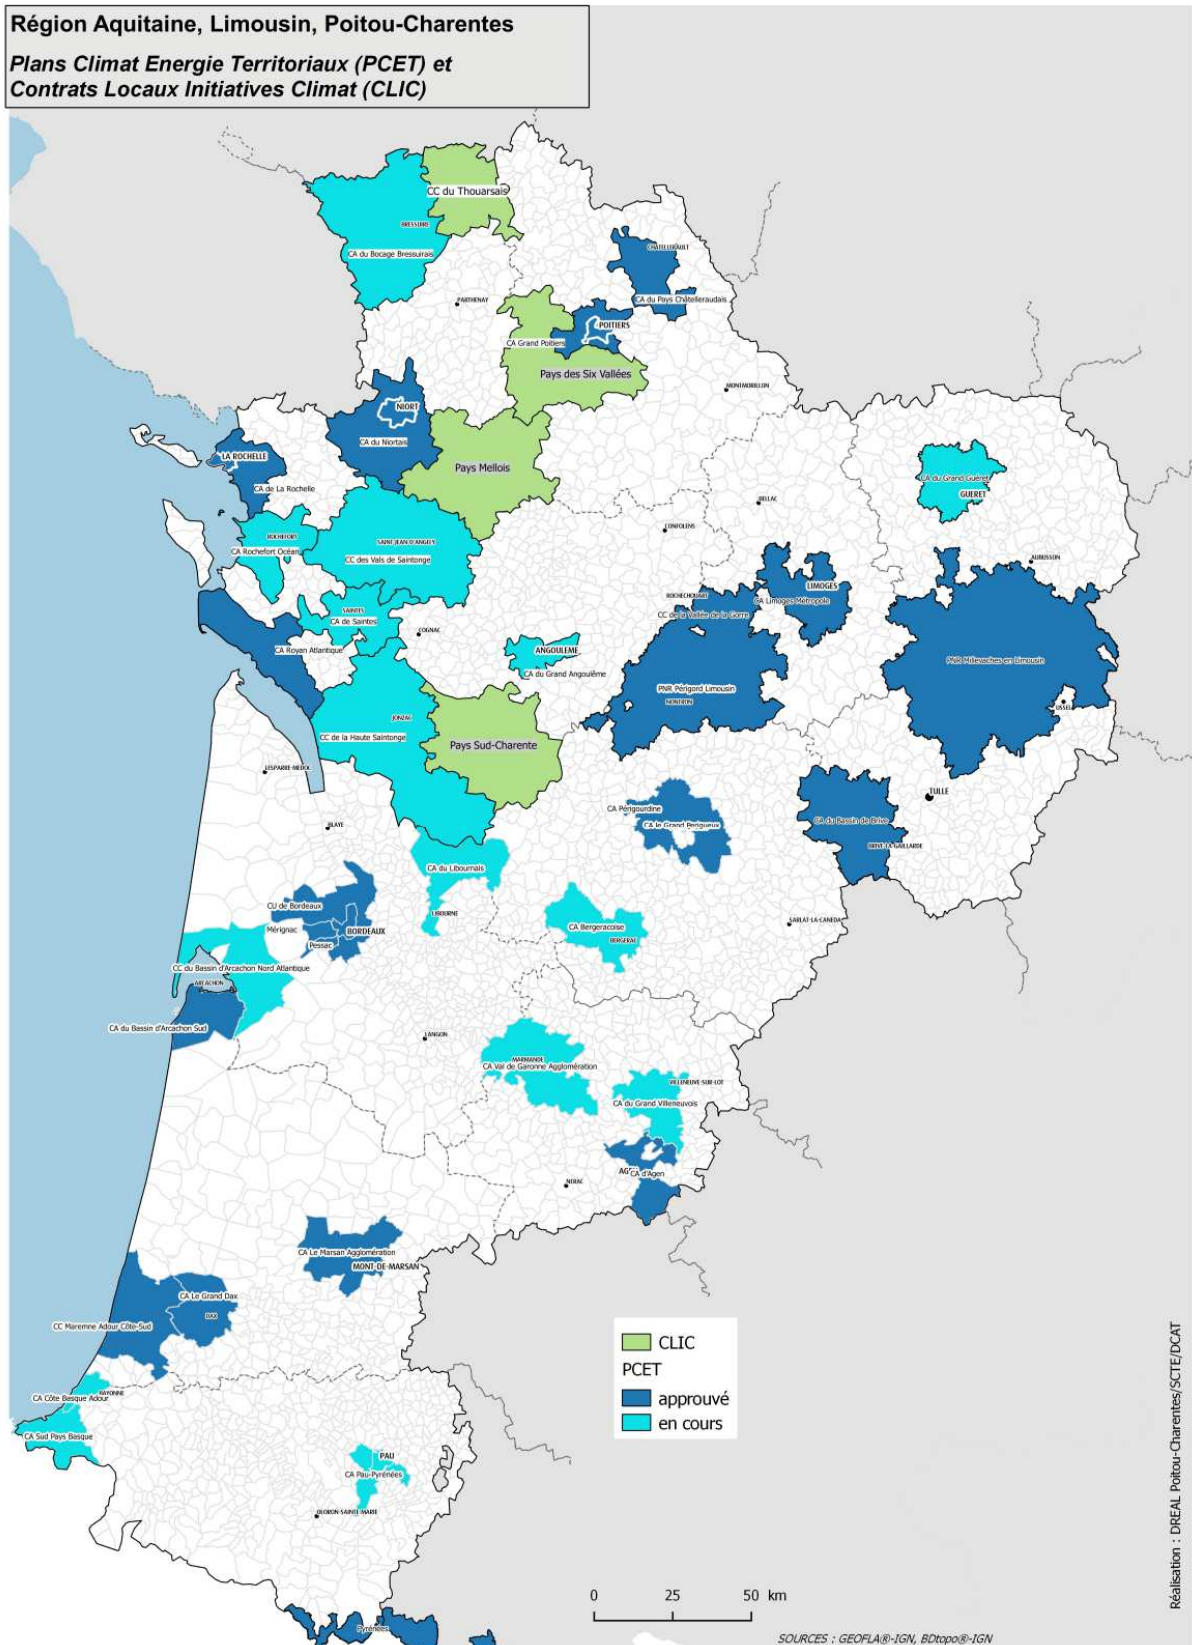 Région Aquitaine, Limousin, Poitou-Charentes
Plans Climat Energie Territoriaux (PCET) et
Contrats Locaux Initiatives Climat (CLIC)
CC du Thouarsais
BRESSUIRE
CA du Bocage Bressuirais
CHÂTELLERAULT
CA du Pays Châtelleraudais
PARTHENAY
POITIERS
CA Grand Poitiers
Pays des Six Vallées
MONTMORILLON
NIORT
CA du Niortais
LA ROCHELLE
CA de La Rochelle
Pays Mellois
CA du Grand Guéret
GUERET
BELLAC
ROCHEFORT
CA Rochefort Océan
SAINT-JEAN-D'ANGELY
CC des Vals de Saintonge
CONFOLENS
AUBUSSON
LIMOGES
CA Limoges Métropole
ROCHECHOUART
CC de la Vallée de la Gorre
SAINTES
CA de Saintes
COGNAC
CA Royan Atlantique
ANGOULEME
CA du Grand Angoulême
PNR Millevaches en Limousin
PNR Périgord Limousin
NONTRON
USSEL
JONZAC
CC de la Haute Saintonge
Pays Sud-Charente
LESPARRE-MEDOC
TULLE
CA Périgourdine
CA le Grand Périgueux
CA du Bassin de Brive
BRIVE-LA-GAILLARDE
BLAYE
CA du Libournais
LIBOURNE
CU de Bordeaux
Mérignac
BORDEAUX
Pessac
CA Bergeracoise
BERGERAC
SARLAT-LA-CANEDA
CC du Bassin d'Arcachon Nord Atlantique
ARCACHON
CA du Bassin d'Arcachon Sud
LANGON
MARMANDE
CA Val de Garonne Agglomération
VILLENEUVE-SUR-LOT
CA du Grand Villeneuvois
CA d'Agen
NERAC
CA Le Marsan Agglomération
MONT-DE-MARSAN
CA Le Grand Dax
DAX
CC Maremne Adour Côte-Sud
BAYONNE
CA Côte Basque Adour
CA Sud Pays Basque
PAU
CA Pau-Pyrénées
OLORON-SAINTE-MARIE
Pyrénées
CLIC
PCET
approuvé
en cours
0 25 50 km
SOURCES : GEOFLA®-IGN, BDtopo®-IGN
Réalisation : DREAL Poitou-Charentes/SCTE/DCAT